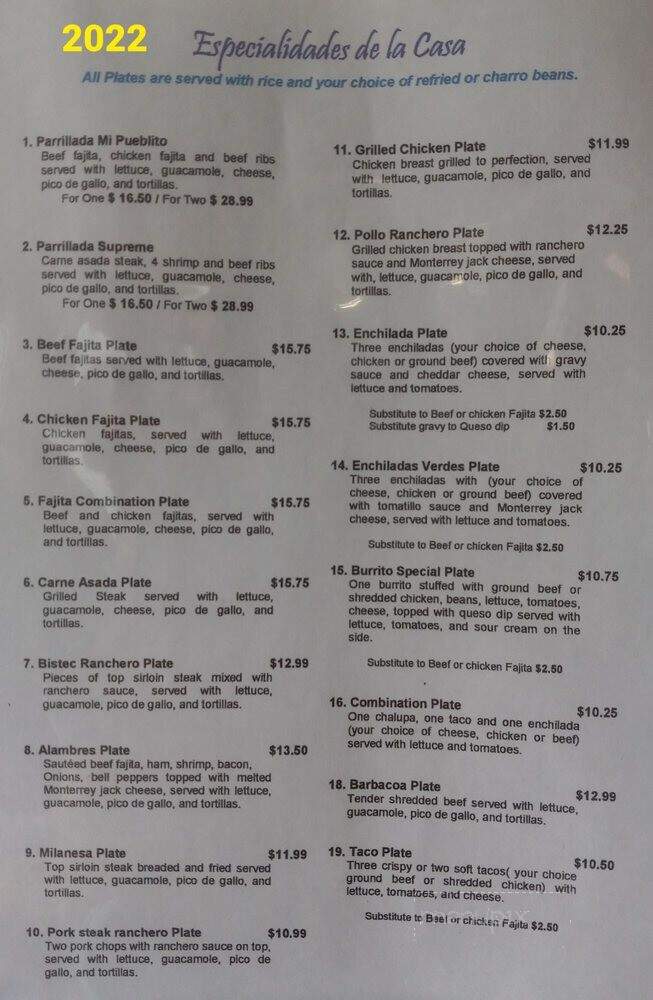 2022
Especialidades de la Casa
All Plates are served with rice and your choice of refried or charro beans.
1. Parrillada Mi Pueblito
Beef fajita, chicken fajita and beef ribs
served with lettuce, guacamole, cheese,
pico de gallo, and tortillas.
For One $ 16.50 / For Two $ 28.99
2. Parrillada Supreme
Carne asada steak, 4 shrimp and beef ribs
served with lettuce, guacamole, cheese,
pico de gallo, and tortillas.
For One $ 16.50 / For Two $ 28.99
3. Beef Fajita Plate $15.75
Beef fajitas served with lettuce, guacamole,
cheese, pico de gallo, and tortillas.
4. Chicken Fajita Plate $15.75
Chicken fajitas, served with lettuce,
guacamole, cheese, pico de gallo, and
tortillas.
5. Fajita Combination Plate $15.75
Beef and chicken fajitas, served with
lettuce, guacamole, cheese, pico de gallo,
and tortillas.
6. Carne Asada Plate $15.75
Grilled Steak served with lettuce,
guacamole, cheese, pico de gallo, and
tortillas.
7. Bistec Ranchero Plate $12.99
Pieces of top sirloin steak mixed with
ranchero sauce, served with lettuce,
guacamole, pico de gallo, and tortillas.
8. Alambres Plate $13.50
Sautéed beef fajita, ham, shrimp, bacon,
Onions, bell peppers topped with melted
Monterrey jack cheese, served with lettuce,
guacamole, pico de gallo, and tortillas.
9. Milanesa Plate $11.99
Top sirloin steak breaded and fried served
with lettuce, guacamole, pico de gallo, and
tortillas.
10. Pork steak ranchero Plate $10.99
Two pork chops with ranchero sauce on top,
served with lettuce, guacamole, pico de
gallo, and tortillas.
11. Grilled Chicken Plate $11.99
Chicken breast grilled to perfection, served
with lettuce, guacamole, pico de gallo, and
tortillas.
12. Pollo Ranchero Plate $12.25
Grilled chicken breast topped with ranchero
sauce and Monterrey jack cheese, served
with, lettuce, guacamole, pico de gallo, and
tortillas.
13. Enchilada Plate $10.25
Three enchiladas (your choice of cheese,
chicken or ground beef) covered with gravy
sauce and cheddar cheese, served with
lettuce and tomatoes.
Substitute to Beef or chicken Fajita $2.50
Substitute gravy to Queso dip $1.50
14. Enchiladas Verdes Plate $10.25
Three enchiladas with (your choice of
cheese, chicken or ground beef) covered
with tomatillo sauce and Monterrey jack
cheese, served with lettuce and tomatoes.
Substitute to Beef or chicken Fajita $2.50
15. Burrito Special Plate $10.75
One burrito stuffed with ground beef or
shredded chicken, beans, lettuce, tomatoes,
cheese, topped with queso dip served with
lettuce, tomatoes, and sour cream on the
side.
Substitute to Beef or chicken Fajita $2.50
16. Combination Plate $10.25
One chalupa, one taco and one enchilada
(your choice of cheese, chicken or beef)
served with lettuce and tomatoes.
18. Barbacoa Plate $12.99
Tender shredded beef served with lettuce,
guacamole, pico de gallo, and tortillas.
19. Taco Plate $10.50
Three crispy or two soft tacos( your choice
ground beef or shredded chicken) with
lettuce, tomatoes, and cheese.
Substitute to Beef or chicken Fajita $2.50